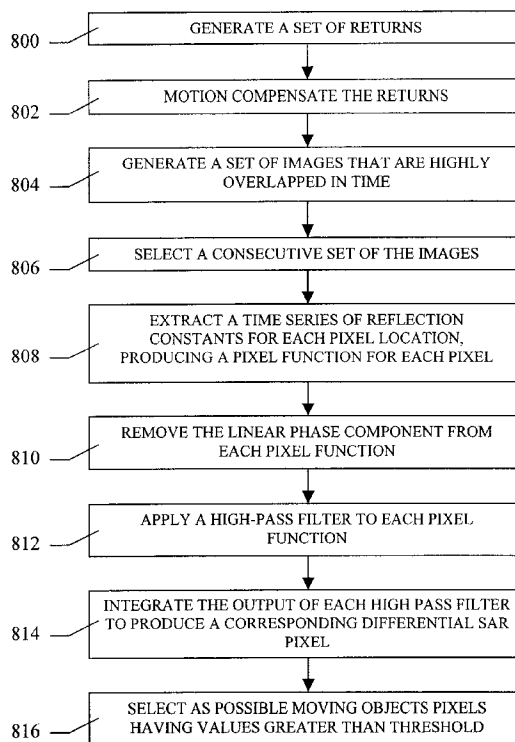 800 GENERATE A SET OF RETURNS
802 MOTION COMPENSATE THE RETURNS
804 GENERATE A SET OF IMAGES THAT ARE HIGHLY
OVERLAPPED IN TIME
806 SELECT A CONSECUTIVE SET OF THE IMAGES
808 EXTRACT A TIME SERIES OF REFLECTION
CONSTANTS FOR EACH PIXEL LOCATION,
PRODUCING A PIXEL FUNCTION FOR EACH PIXEL
810 REMOVE THE LINEAR PHASE COMPONENT FROM
EACH PIXEL FUNCTION
812 APPLY A HIGH-PASS FILTER TO EACH PIXEL
FUNCTION
814 INTEGRATE THE OUTPUT OF EACH HIGH PASS FILTER
TO PRODUCE A CORRESPONDING DIFFERENTIAL SAR
PIXEL
816 SELECT AS POSSIBLE MOVING OBJECTS PIXELS
HAVING VALUES GREATER THAN THRESHOLD